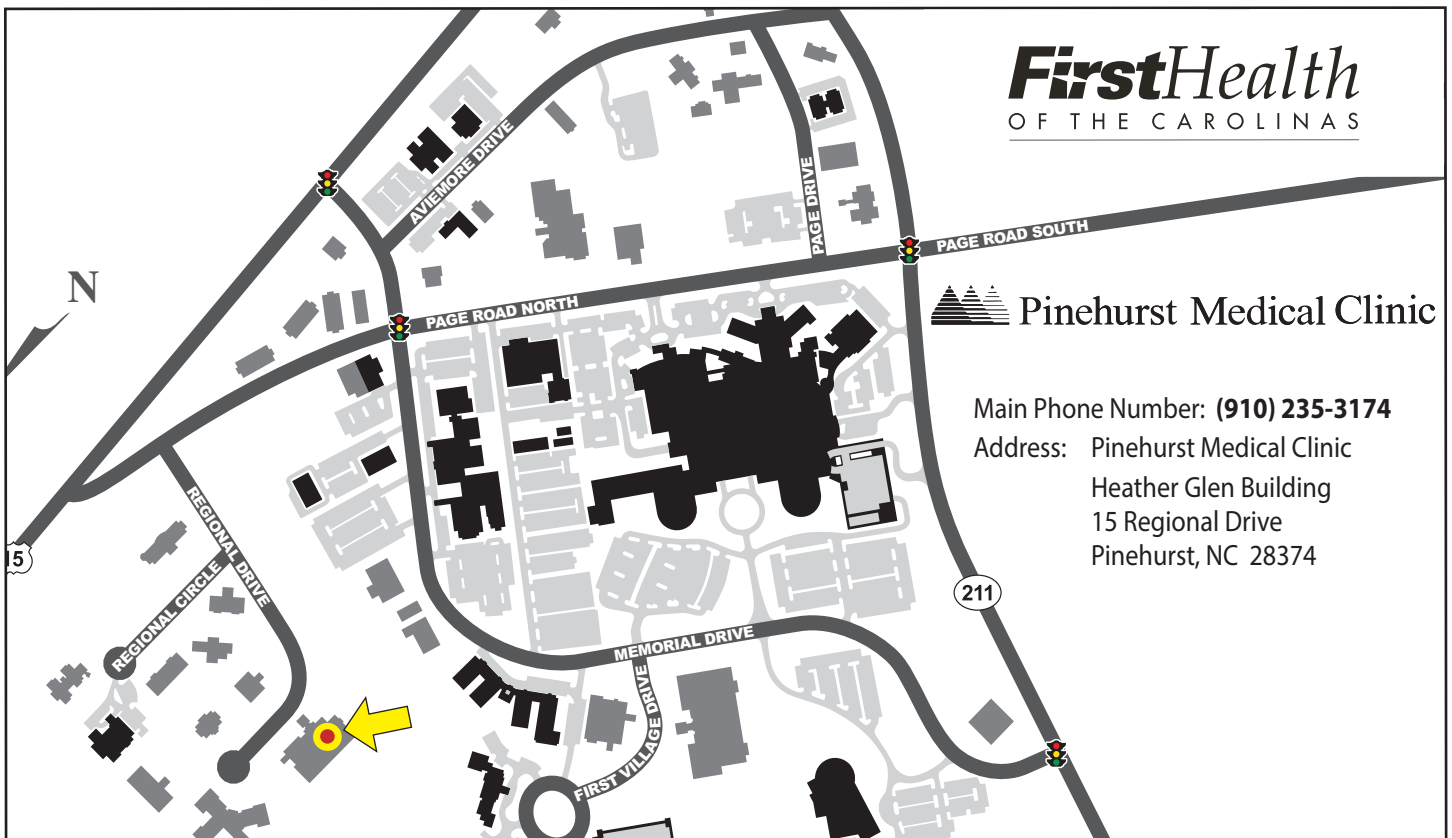 FirstHealth
OF THE CAROLINAS
AVIEMORE DRIVE
PAGE DRIVE
PAGE ROAD SOUTH
N
PAGE ROAD NORTH
Pinehurst Medical Clinic
Main Phone Number: (910) 235-3174
Address: Pinehurst Medical Clinic
Heather Glen Building
15 Regional Drive
Pinehurst, NC 28374
REGIONAL DRIVE
15
REGIONAL CIRCLE
211
MEMORIAL DRIVE
FIRST VILLAGE DRIVE